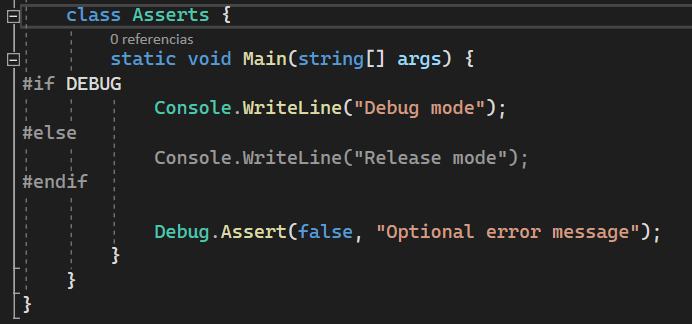 class Asserts {
0 referencias
static void Main(string[] args) {
#if DEBUG
Console.WriteLine("Debug mode");
#else
Console.WriteLine("Release mode");
#endif
Debug.Assert(false, "Optional error message");
}
}
}